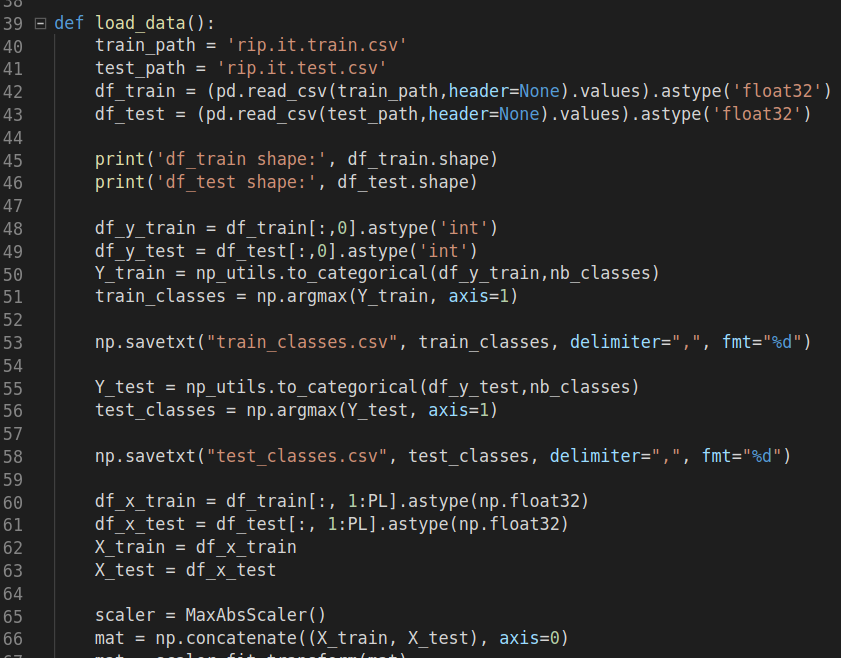 38
39 def load_data():
40 train_path = 'rip.it.train.csv'
41 test_path = 'rip.it.test.csv'
42 df_train = (pd.read_csv(train_path,header=None).values).astype('float32')
43 df_test = (pd.read_csv(test_path,header=None).values).astype('float32')
44
45 print('df_train shape:', df_train.shape)
46 print('df_test shape:', df_test.shape)
47
48 df_y_train = df_train[:,0].astype('int')
49 df_y_test = df_test[:,0].astype('int')
50 Y_train = np_utils.to_categorical(df_y_train,nb_classes)
51 train_classes = np.argmax(Y_train, axis=1)
52
53 np.savetxt("train_classes.csv", train_classes, delimiter=",", fmt="%d")
54
55 Y_test = np_utils.to_categorical(df_y_test,nb_classes)
56 test_classes = np.argmax(Y_test, axis=1)
57
58 np.savetxt("test_classes.csv", test_classes, delimiter=",", fmt="%d")
59
60 df_x_train = df_train[:, 1:PL].astype(np.float32)
61 df_x_test = df_test[:, 1:PL].astype(np.float32)
62 X_train = df_x_train
63 X_test = df_x_test
64
65 scaler = MaxAbsScaler()
66 mat = np.concatenate((X_train, X_test), axis=0)
67 mat = scaler.fit_transform(mat)